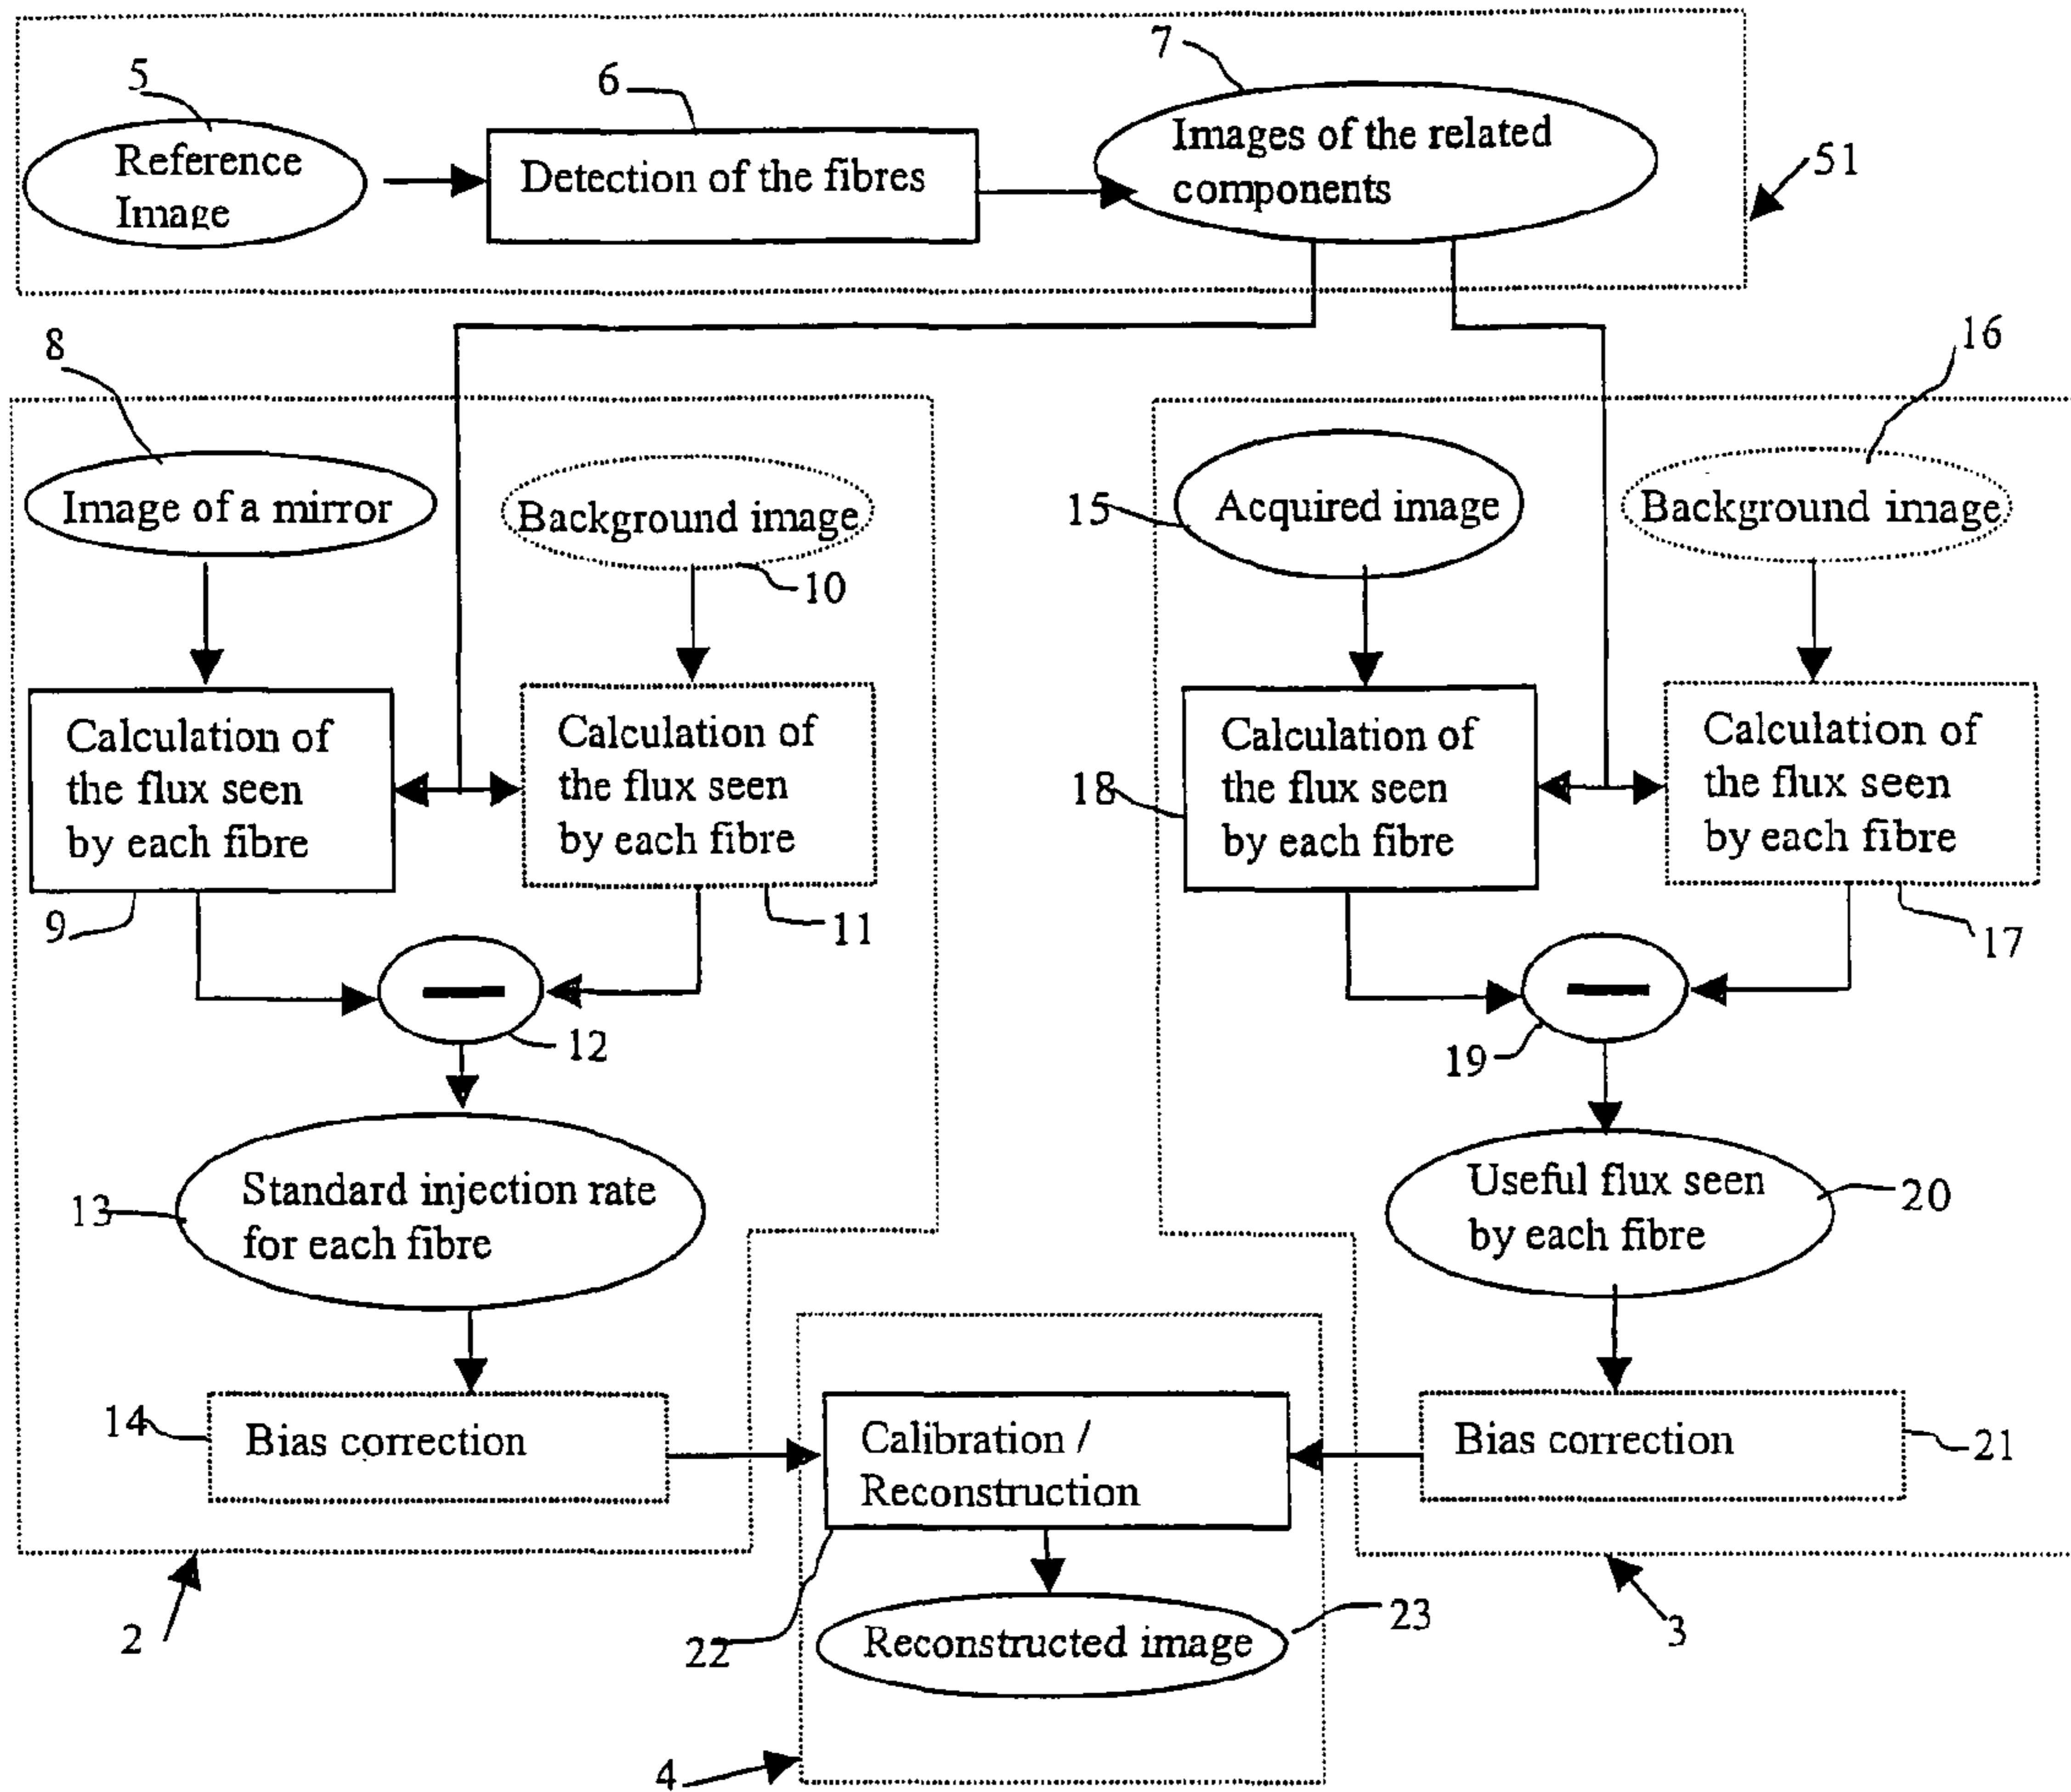 5
6
7
Reference
Image
Detection of the fibres
Images of the related
components
51
8
16
Image of a mirror
Background image
10
15
Acquired image
Background image
Calculation of
the flux seen
by each fibre
9
Calculation of
the flux seen
by each fibre
11
18
Calculation of
the flux seen
by each fibre
Calculation of
the flux seen
by each fibre
17
12
19
13
Standard injection rate
for each fibre
Useful flux seen
by each fibre
20
14
Bias correction
Calibration /
Reconstruction
Bias correction
21
2
22
Reconstructed image
23
3
4